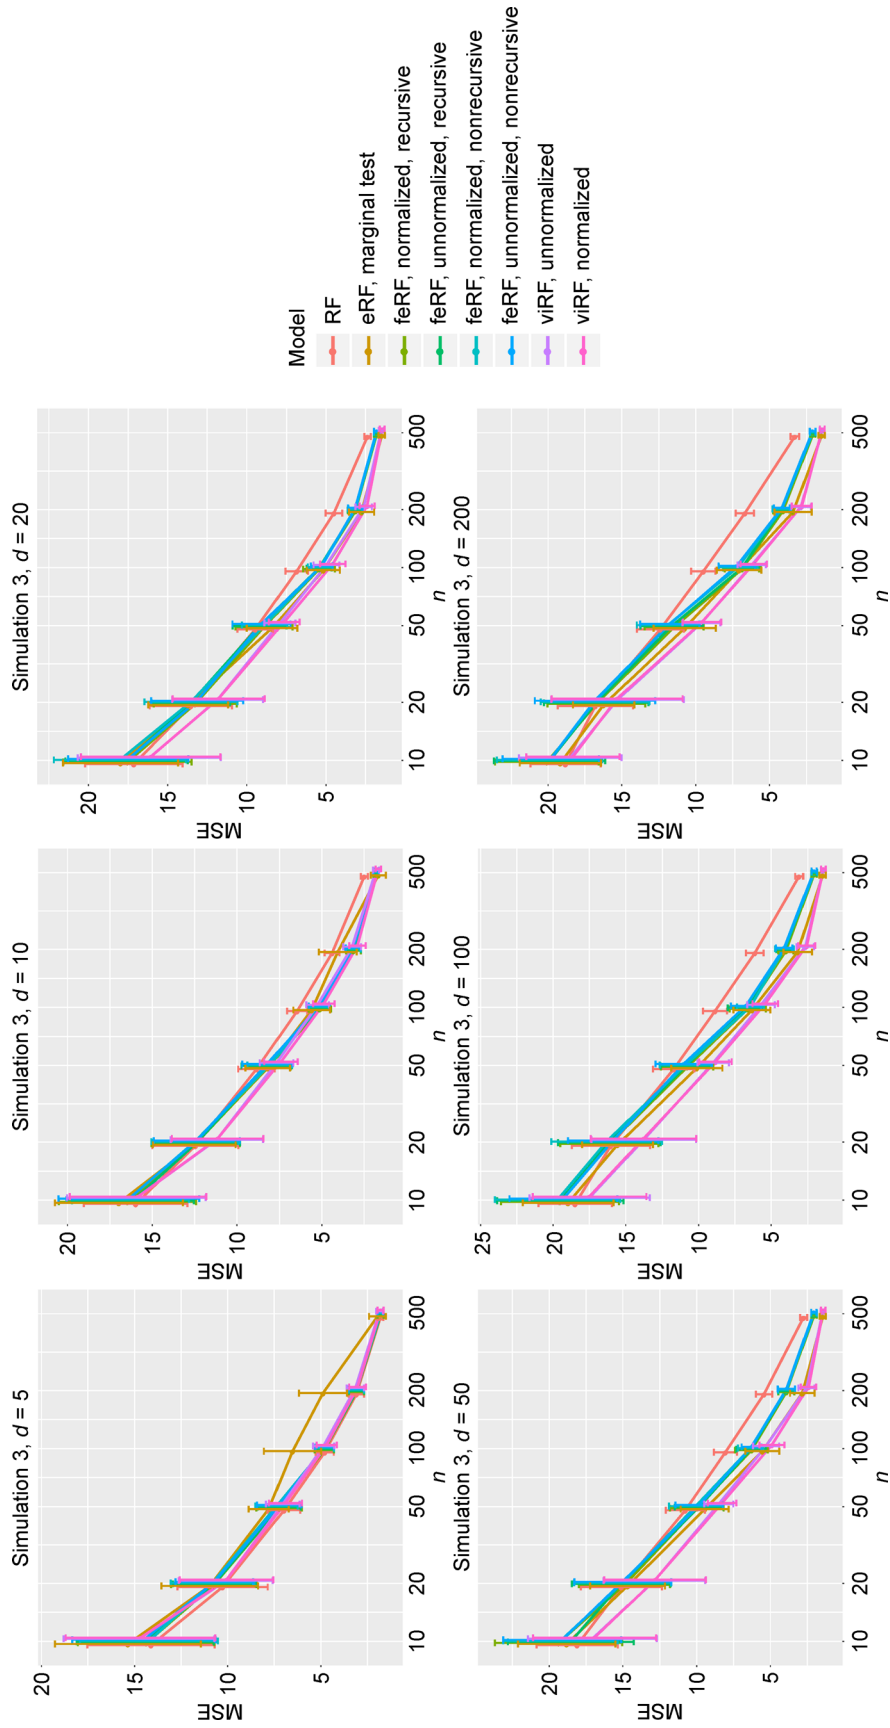 Simulation 3, d = 5
MSE
20
15
10
5
10 20 50 100 200 500
n
Simulation 3, d = 10
MSE
20
15
10
5
10 20 50 100 200 500
n
Simulation 3, d = 20
MSE
20
15
10
5
10 20 50 100 200 500
n
Simulation 3, d = 50
MSE
20
15
10
5
10 20 50 100 200 500
n
Simulation 3, d = 100
MSE
25
20
15
10
5
10 20 50 100 200 500
n
Simulation 3, d = 200
MSE
20
15
10
5
10 20 50 100 200 500
n
Model
RF
eRF, marginal test
feRF, normalized, recursive
feRF, unnormalized, recursive
feRF, normalized, nonrecursive
feRF, unnormalized, nonrecursive
viRF, unnormalized
viRF, normalized